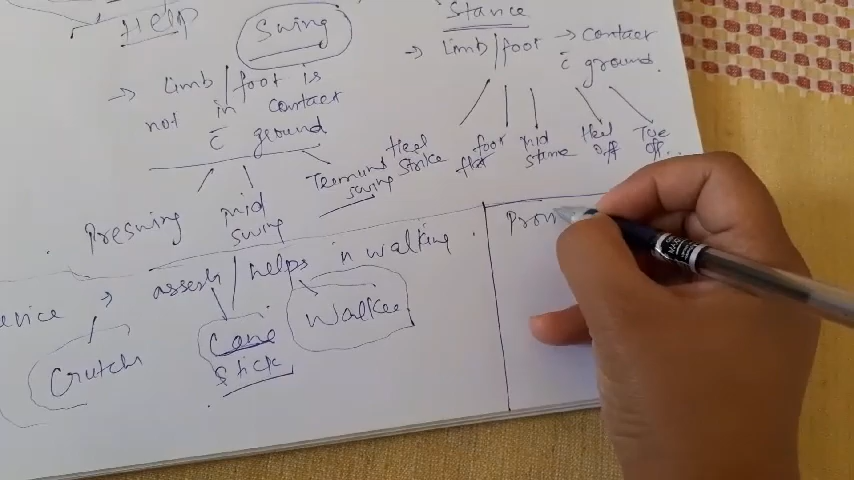 Help
Swing
→ Limb/foot is
not in contact
c̄ ground
Preswing
mid
swing
Terminal
swing
Stance
→ Limb/foot → contact
c̄ ground.
Heel
strike
foot
flat
mid
stance
Heel
off
Toe
off..
→ assests/helps in walking.
Crutch
Cane
stick
Walker
Pron